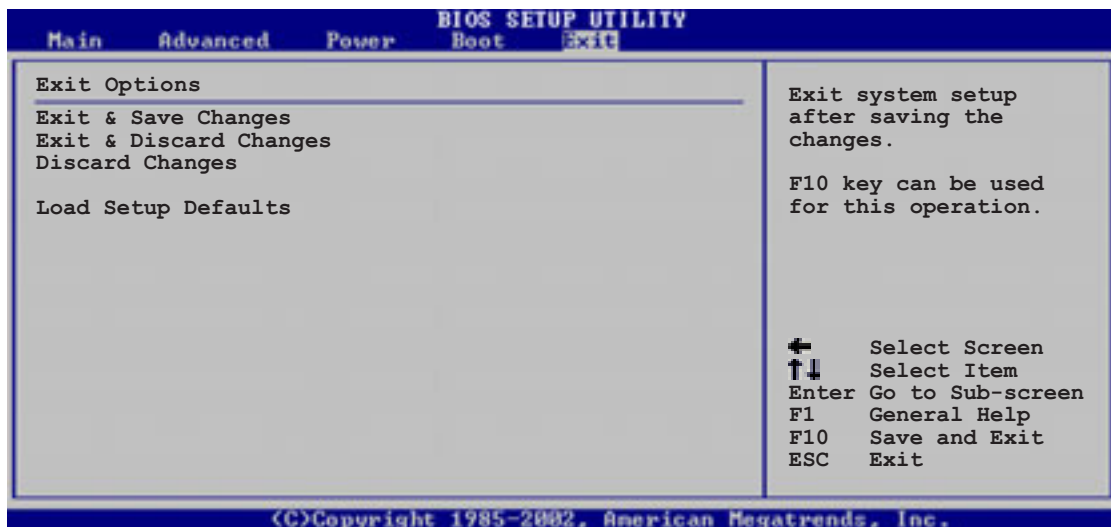 BIOS SETUP UTILITY
Main Advanced Power Boot Exit
Exit Options
Exit & Save Changes
Exit & Discard Changes
Discard Changes
Load Setup Defaults
Exit system setup
after saving the
changes.
F10 key can be used
for this operation.
← Select Screen
↑↓ Select Item
Enter Go to Sub-screen
F1 General Help
F10 Save and Exit
ESC Exit
(C)Copyright 1985-2002, American Megatrends, Inc.